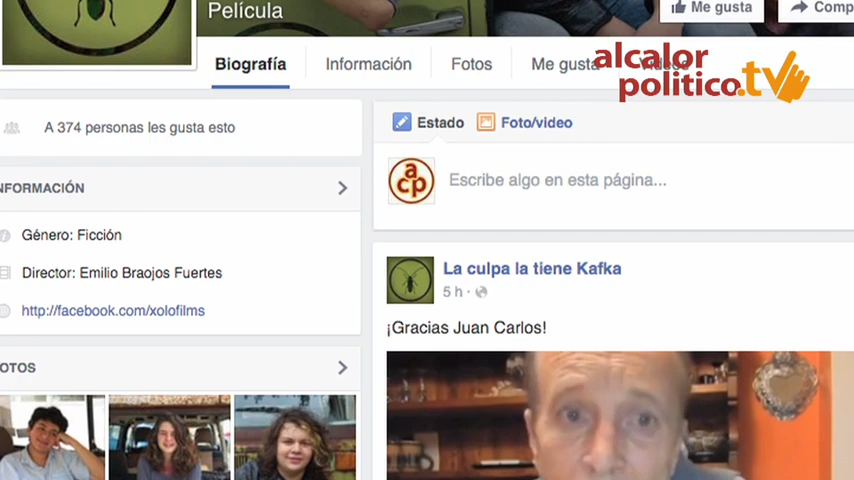 Película
Me gusta
Comp
Biografía
Información
Fotos
Me gusta
alcalor
politico.tv
A 374 personas les gusta esto
Estado
Foto/video
NFORMACIÓN
acp
Escribe algo en esta página...
Género: Ficción
Director: Emilio Braojos Fuertes
http://facebook.com/xolofilms
La culpa la tiene Kafka
5 h ·
¡Gracias Juan Carlos!
OTOS